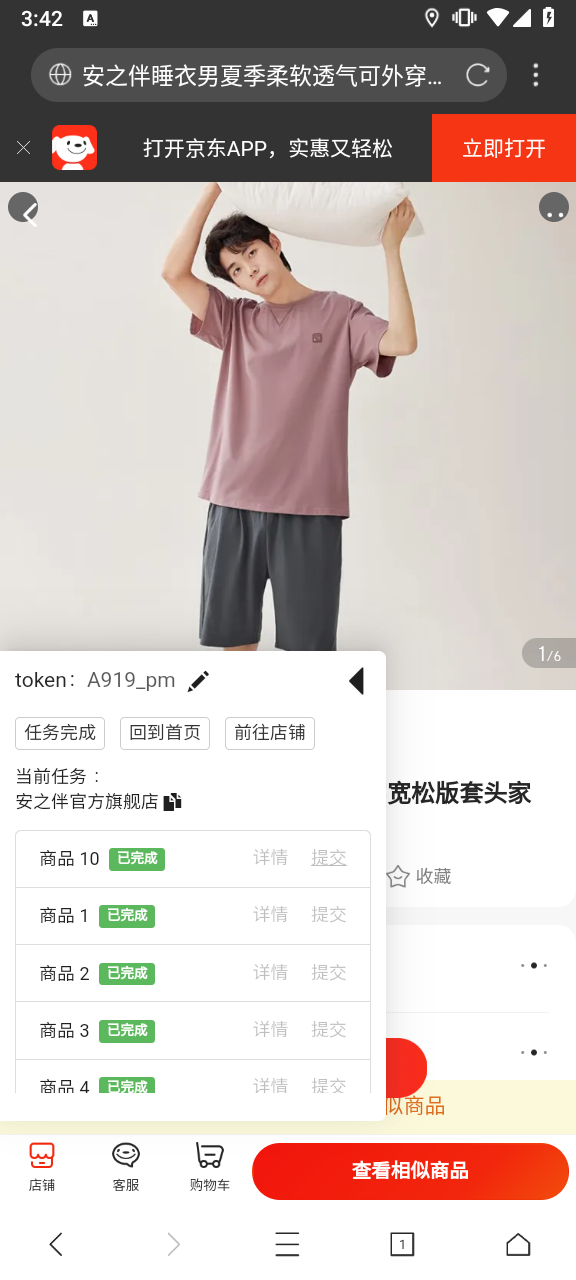 3:42
A
安之伴睡衣男夏季柔软透气可外穿...
打开京东APP，实惠又轻松
立即打开
1/6
token： A919_pm
任务完成 回到首页 前往店铺
当前任务：
安之伴官方旗舰店
宽松版套头家
商品 10 已完成 详情 提交
收藏
商品 1 已完成 详情 提交
商品 2 已完成 详情 提交
商品 3 已完成 详情 提交
商品 4 已完成 详情 提交
似商品
店铺 客服 购物车 查看相似商品
1